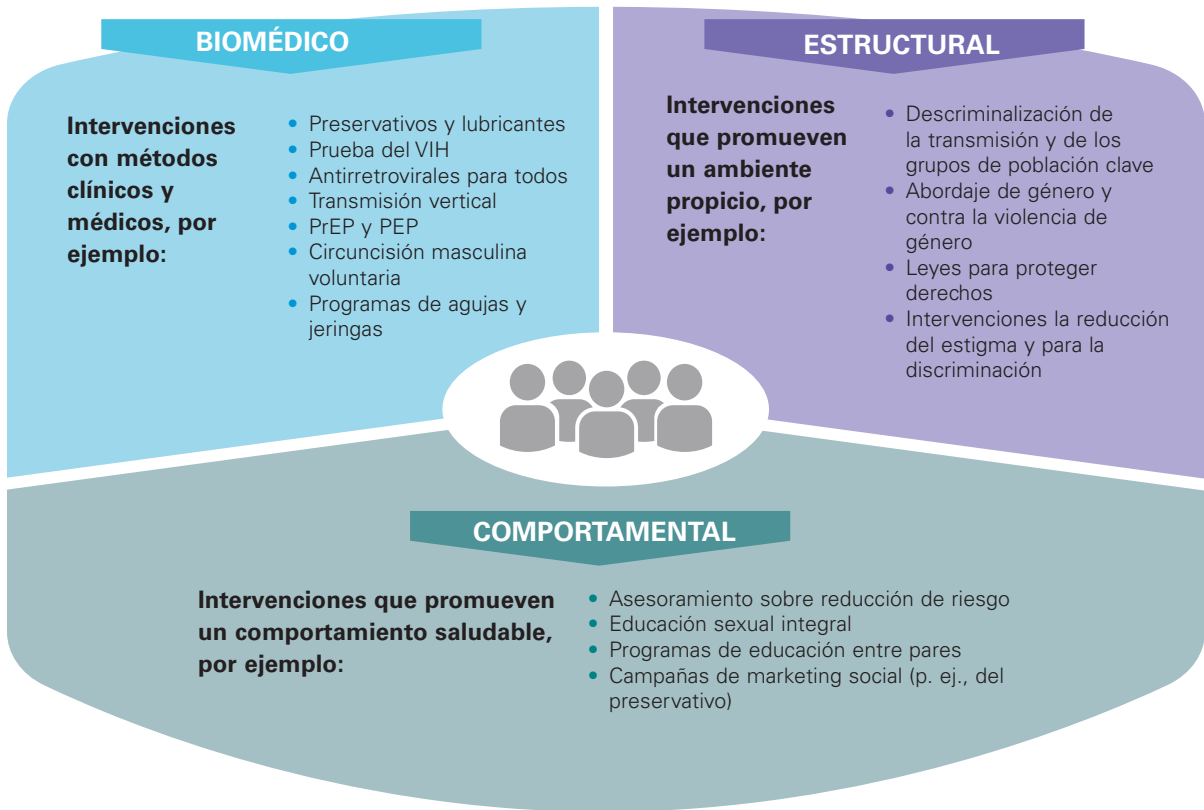 BIOMÉDICO
Intervenciones
con métodos
clínicos y
médicos, por
ejemplo:
• Preservativos y lubricantes
• Prueba del VIH
• Antirretrovirales para todos
• Transmisión vertical
• PrEP y PEP
• Circuncisión masculina
voluntaria
• Programas de agujas y
jeringas
ESTRUCTURAL
Intervenciones
que promueven
un ambiente
propicio, por
ejemplo:
• Descriminalización de
la transmisión y de los
grupos de población clave
• Abordaje de género y
contra la violencia de
género
• Leyes para proteger
derechos
• Intervenciones la reducción
del estigma y para la
discriminación
COMPORTAMENTAL
Intervenciones que promueven
un comportamiento saludable,
por ejemplo:
• Asesoramiento sobre reducción de riesgo
• Educación sexual integral
• Programas de educación entre pares
• Campañas de marketing social (p. ej., del
preservativo)